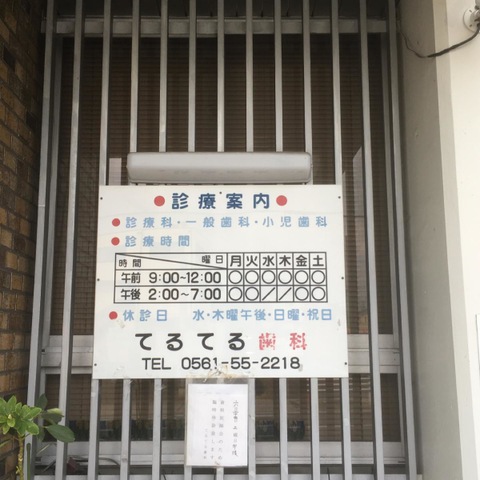 ●診療案内●
●診療科・一般歯科・小児歯科
●診療時間
時間 曜日 月 火 水 木 金 土
午前 9:00~12:00 ○ ○ ○ ○ ○ ○
午後 2:00~7:00 ○ ○ / / ○ ○
●休診日 水・木曜午後・日曜・祝日
てるてる歯科
TEL 0561-55-2218